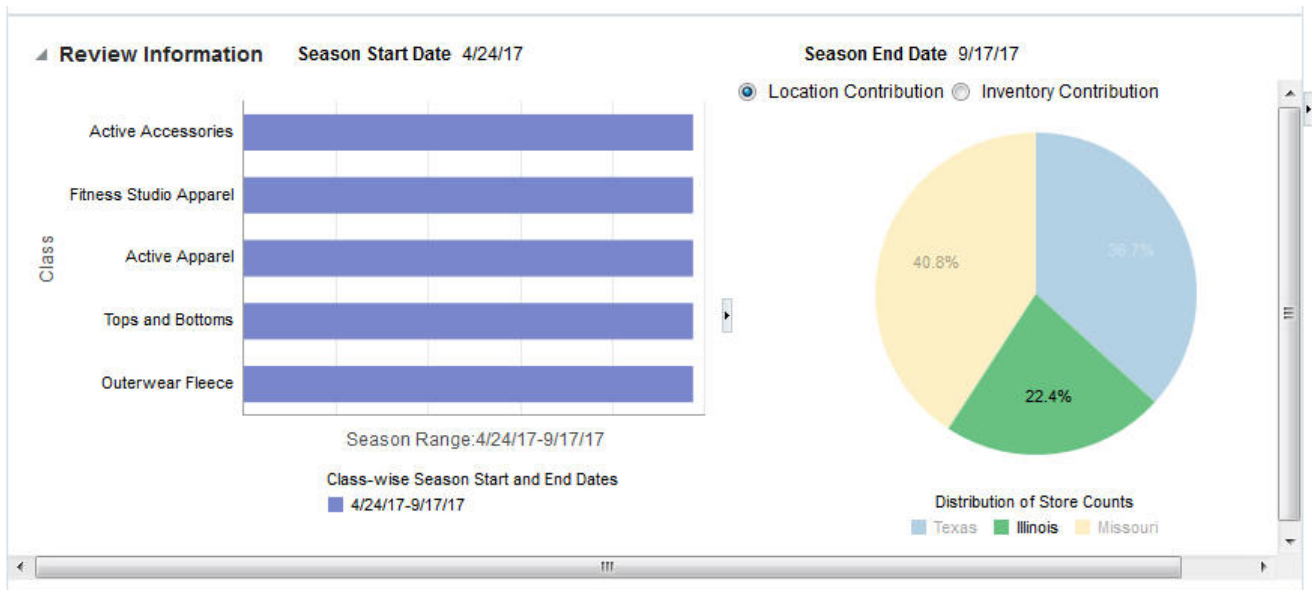 Review Information
Season Start Date 4/24/17
Season End Date 9/17/17
Location Contribution
Inventory Contribution
Class
Active Accessories
Fitness Studio Apparel
Active Apparel
Tops and Bottoms
Outerwear Fleece
Season Range:4/24/17-9/17/17
Class-wise Season Start and End Dates
4/24/17-9/17/17
36.7%
40.8%
22.4%
Distribution of Store Counts
Texas Illinois Missouri